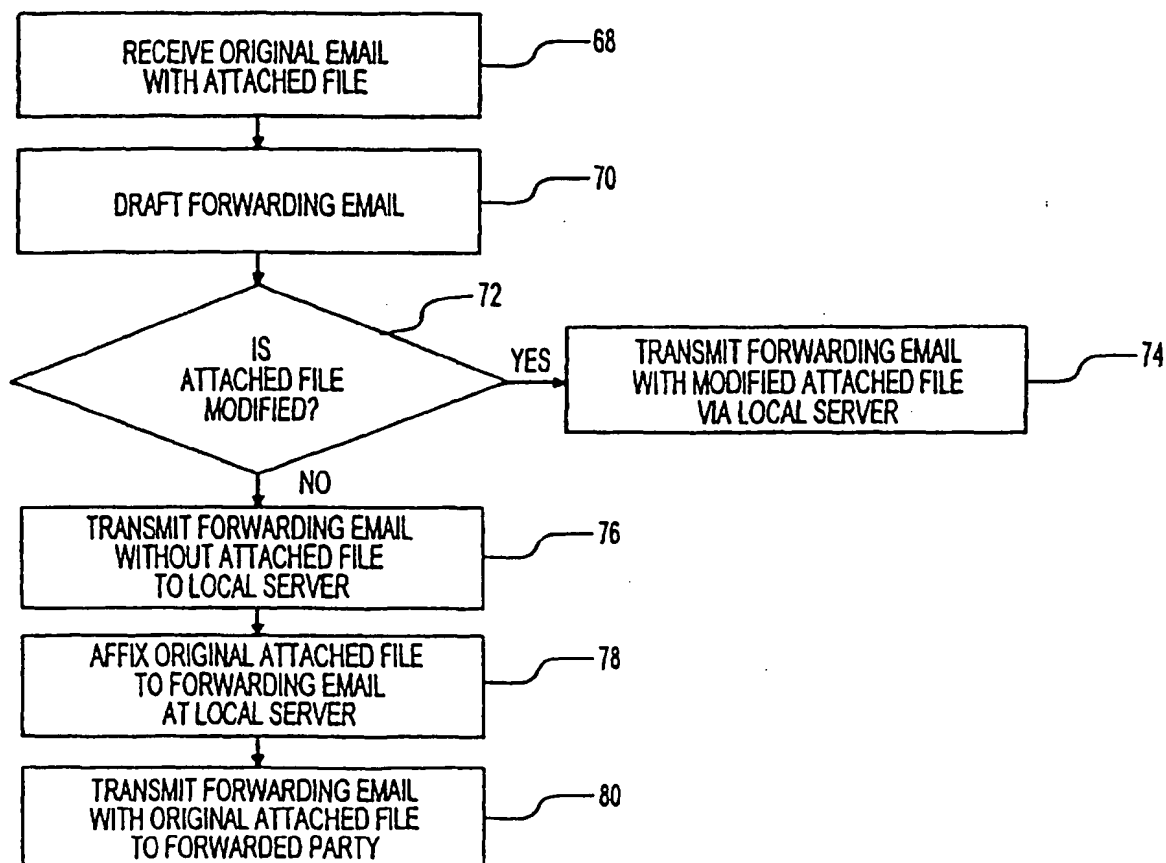 RECEIVE ORIGINAL EMAIL
WITH ATTACHED FILE
68
DRAFT FORWARDING EMAIL
70
72
IS
ATTACHED FILE
MODIFIED?
YES
TRANSMIT FORWARDING EMAIL
WITH MODIFIED ATTACHED FILE
VIA LOCAL SERVER
74
NO
TRANSMIT FORWARDING EMAIL
WITHOUT ATTACHED FILE
TO LOCAL SERVER
76
AFFIX ORIGINAL ATTACHED FILE
TO FORWARDING EMAIL
AT LOCAL SERVER
78
TRANSMIT FORWARDING EMAIL
WITH ORIGINAL ATTACHED FILE
TO FORWARDED PARTY
80